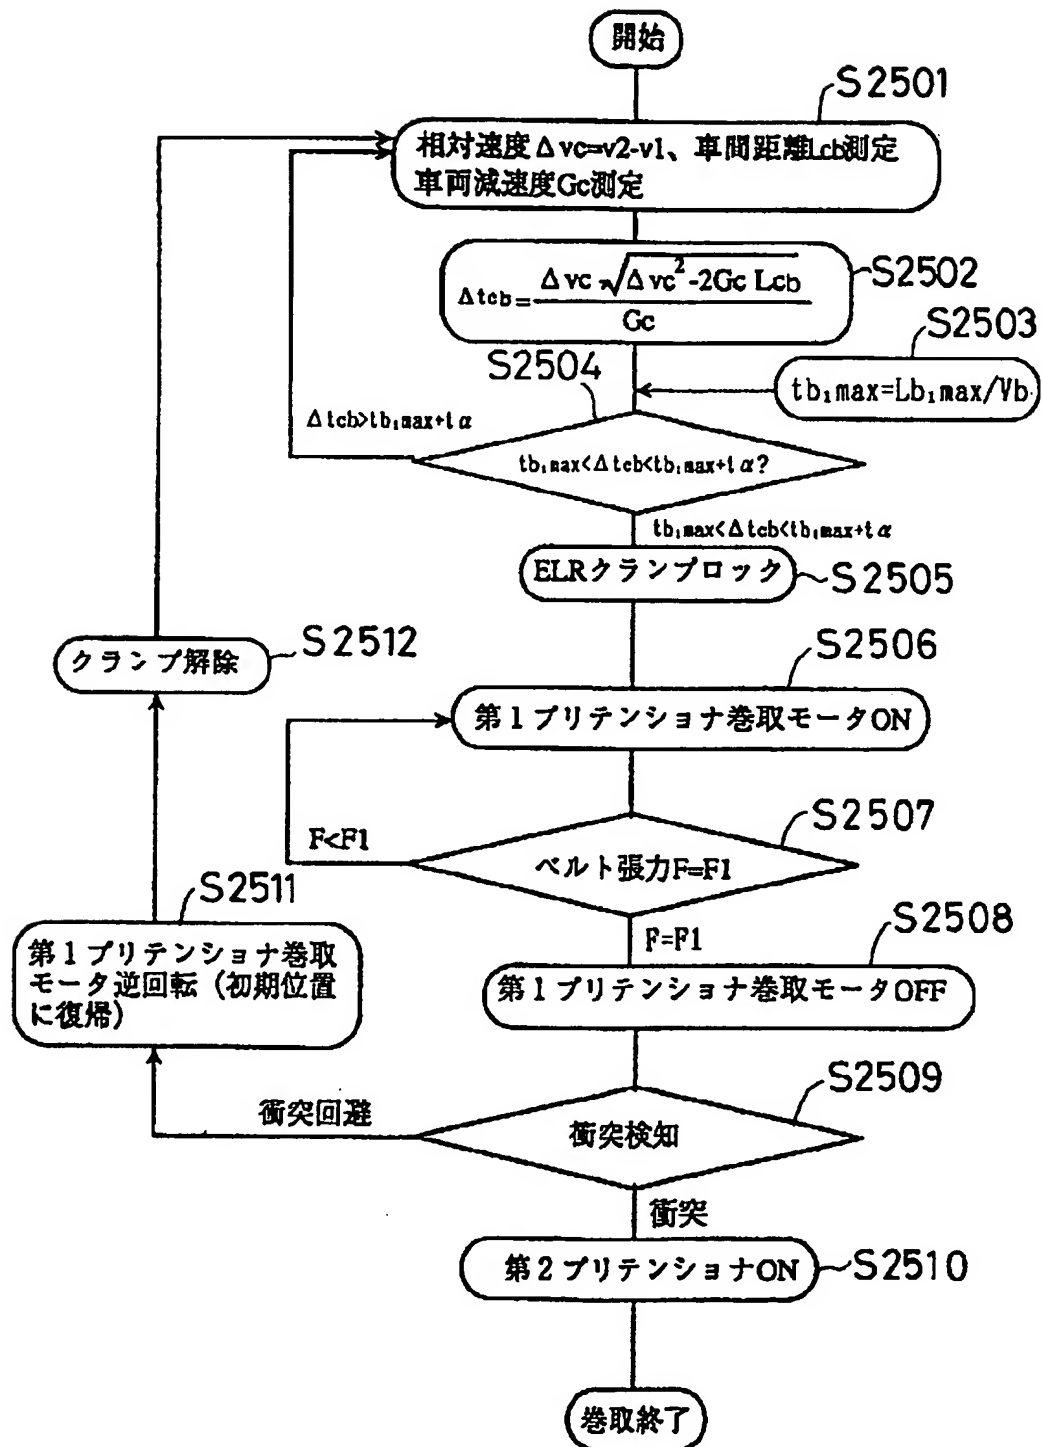 開始
S2501
相対速度Δvc=v2-v1、車間距離Lcb測定
車両減速度Gc測定
Δtcb=(Δvc-√(Δvc²-2Gc Lcb))/Gc
S2502
S2503
tb₁max=Lb₁max/Vb
S2504
Δtcb>tb₁max+tα
tb₁max<Δtcb<tb₁max+tα?
tb₁max<Δtcb<tb₁max+tα
ELRクランプロック
S2505
S2506
第1プリテンショナ巻取モータON
S2507
ベルト張力F=F1
F<F1
F=F1
S2508
第1プリテンショナ巻取モータOFF
S2509
衝突検知
衝突回避
衝突
第2プリテンショナON
S2510
巻取終了
S2511
第1プリテンショナ巻取
モータ逆回転(初期位置
に復帰)
クランプ解除
S2512